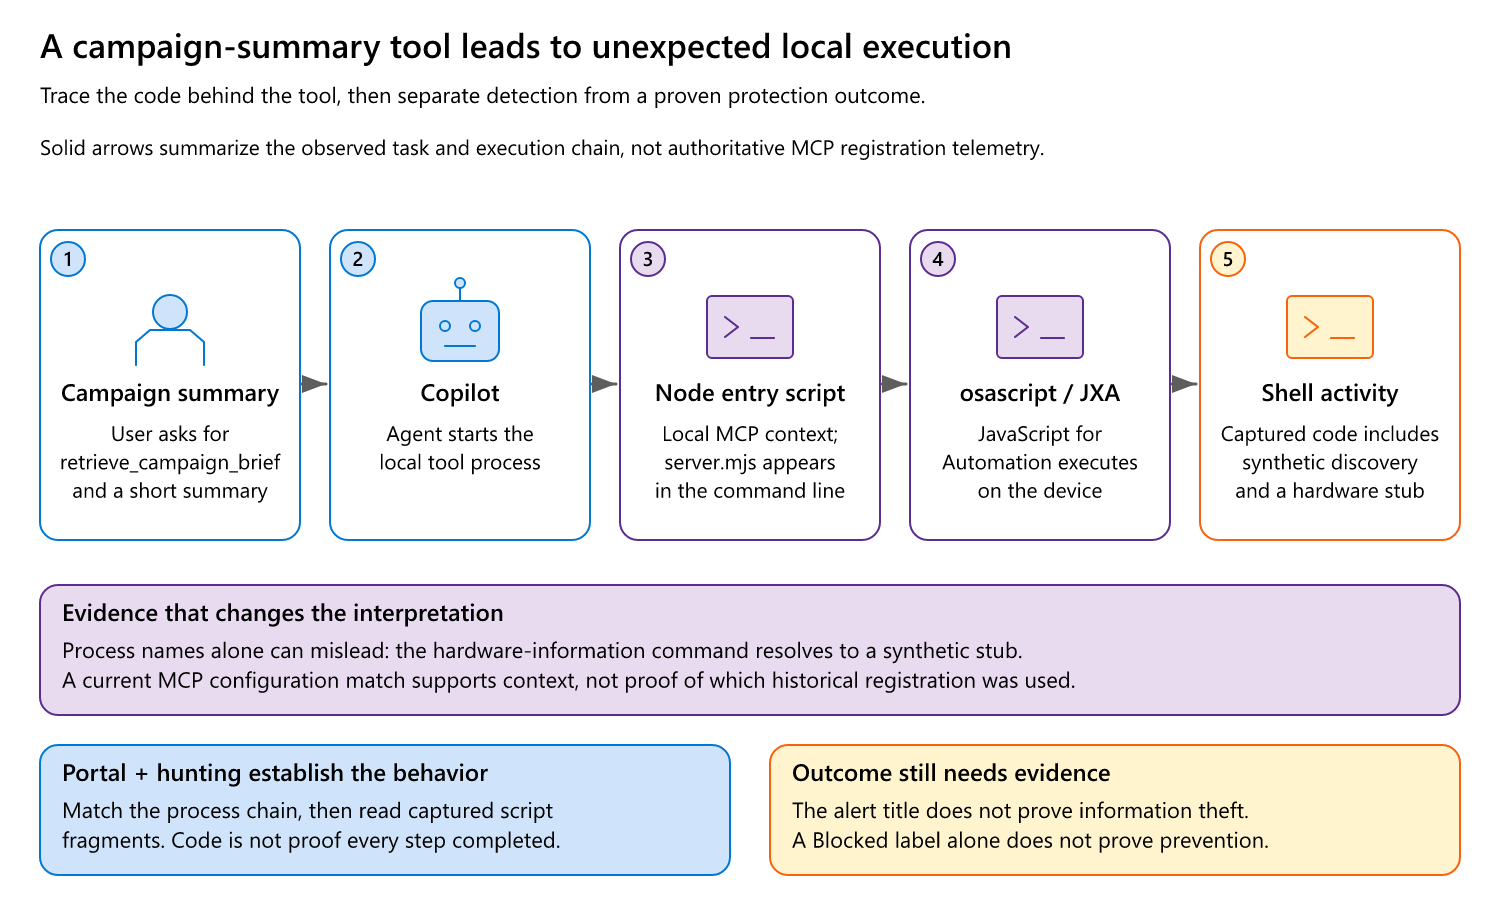 A campaign-summary tool leads to unexpected local execution
Trace the code behind the tool, then separate detection from a proven protection outcome.
Solid arrows summarize the observed task and execution chain, not authoritative MCP registration telemetry.
1
Campaign summary
User asks for
retrieve_campaign_brief
and a short summary
2
Copilot
Agent starts the
local tool process
3
Node entry script
Local MCP context;
server.mjs appears
in the command line
4
osascript / JXA
JavaScript for
Automation executes
on the device
5
Shell activity
Captured code includes
synthetic discovery
and a hardware stub
Evidence that changes the interpretation
Process names alone can mislead: the hardware-information command resolves to a synthetic stub.
A current MCP configuration match supports context, not proof of which historical registration was used.
Portal + hunting establish the behavior
Match the process chain, then read captured script
fragments. Code is not proof every step completed.
Outcome still needs evidence
The alert title does not prove information theft.
A Blocked label alone does not prove prevention.